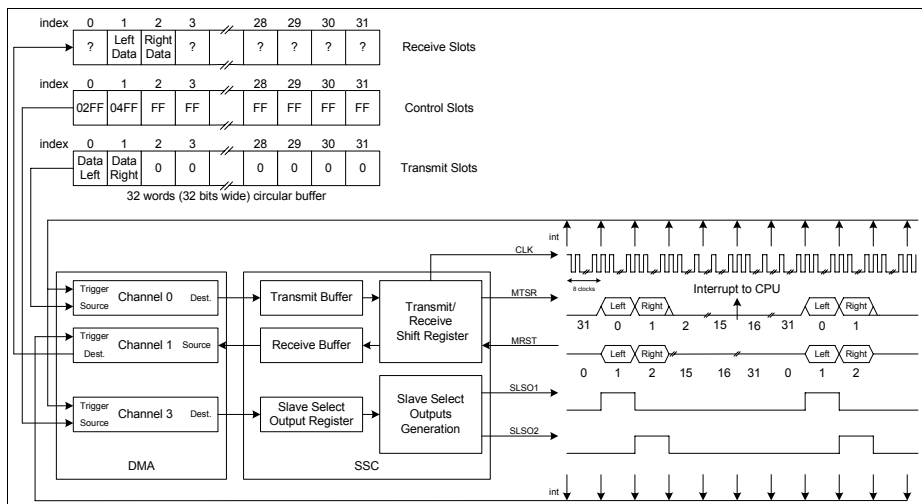 index 0 1 2 3 28 29 30 31
? Left Data Right Data ? ? ? ? ? Receive Slots
index 0 1 2 3 28 29 30 31
02FF 04FF FF FF FF FF FF FF Control Slots
index 0 1 2 3 28 29 30 31
Data Left Data Right 0 0 0 0 0 0 Transmit Slots
32 words (32 bits wide) circular buffer
int
CLK
8 clocks
Interrupt to CPU
Trigger
Source
Channel 0
Dest.
Transmit Buffer
Transmit/
Receive
Shift Register
MTSR
Left Right Left Right
31 0 1 2 15 16 31 0 1
Trigger
Dest.
Channel 1
Source
Receive Buffer
MRST
Left Right Left Right
0 1 2 15 16 31 0 1 2
Trigger
Source
Channel 3
Dest.
Slave Select
Output Register
Slave Select
Outputs
Generation
SLSO1
SLSO2
DMA
SSC
int